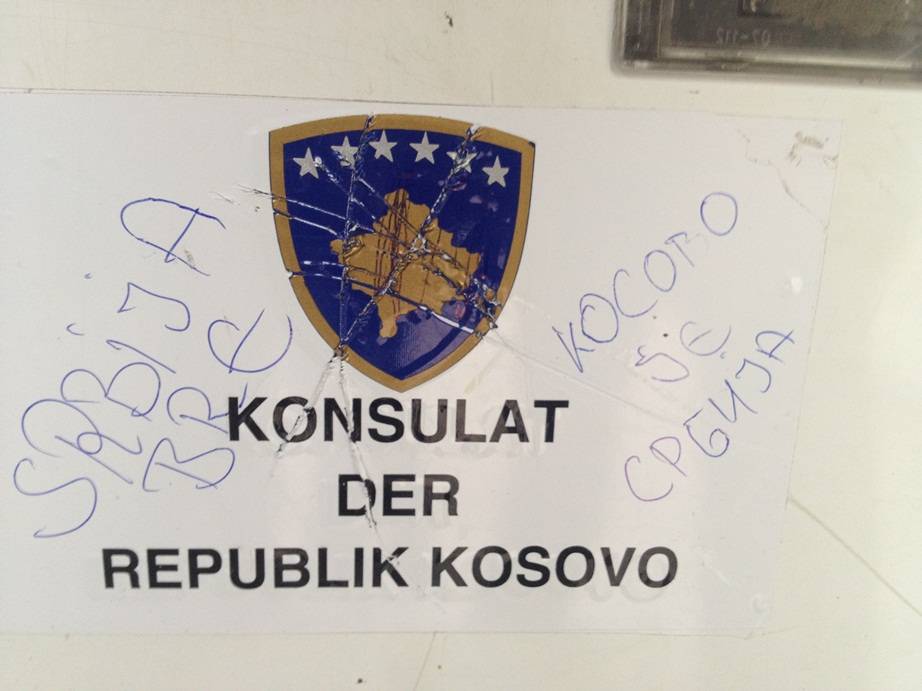 SRBIJA
BRE
КОСОВО
ЈЕ
СРБИЈА
KONSULAT
DER
REPUBLIK KOSOVO